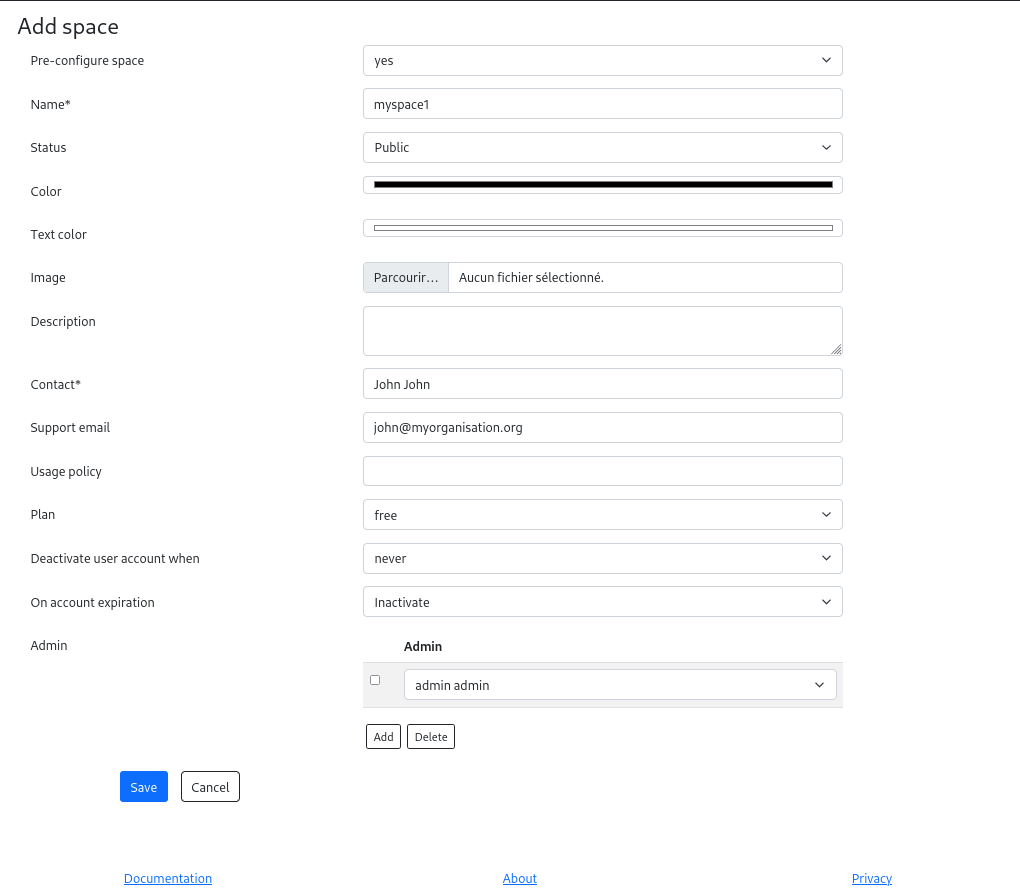 Add space
Pre-configure space yes
Name* myspace1
Status Public
Color
Text color
Image Parcourir... Aucun fichier sélectionné.
Description
Contact* John John
Support email john@myorganisation.org
Usage policy
Plan free
Deactivate user account when never
On account expiration Inactivate
Admin Admin
admin admin
Add Delete
Save Cancel
Documentation About Privacy